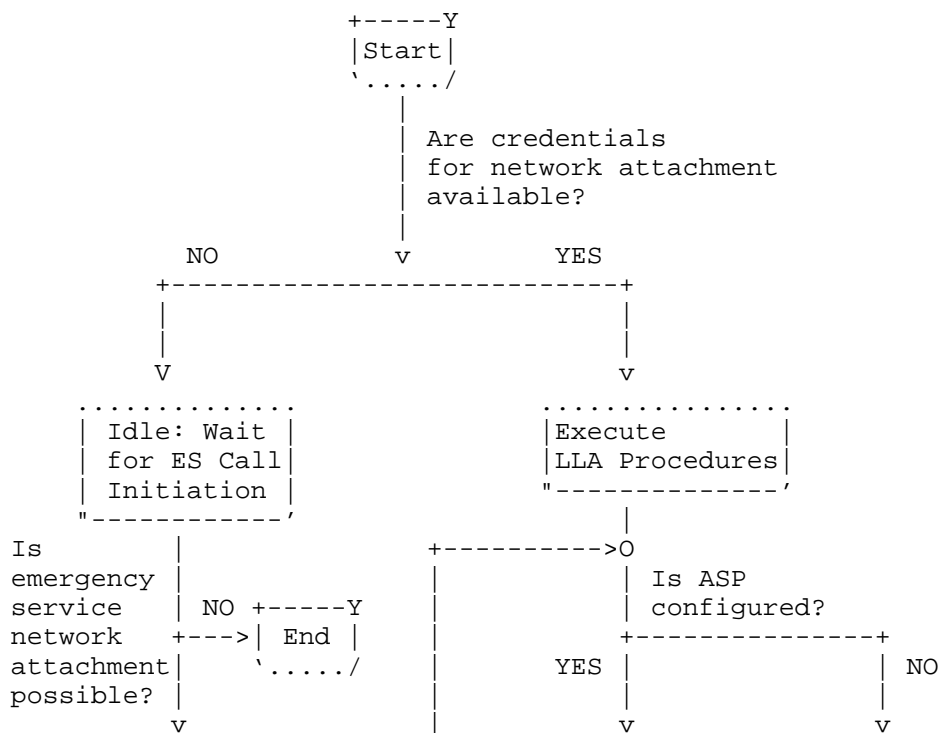 Start
Are credentials
for network attachment
available?
NO
YES
Idle: Wait
for ES Call
Initiation
Execute
LLA Procedures
Is
emergency
service
network
attachment
possible?
NO
End
Is ASP
configured?
YES
NO